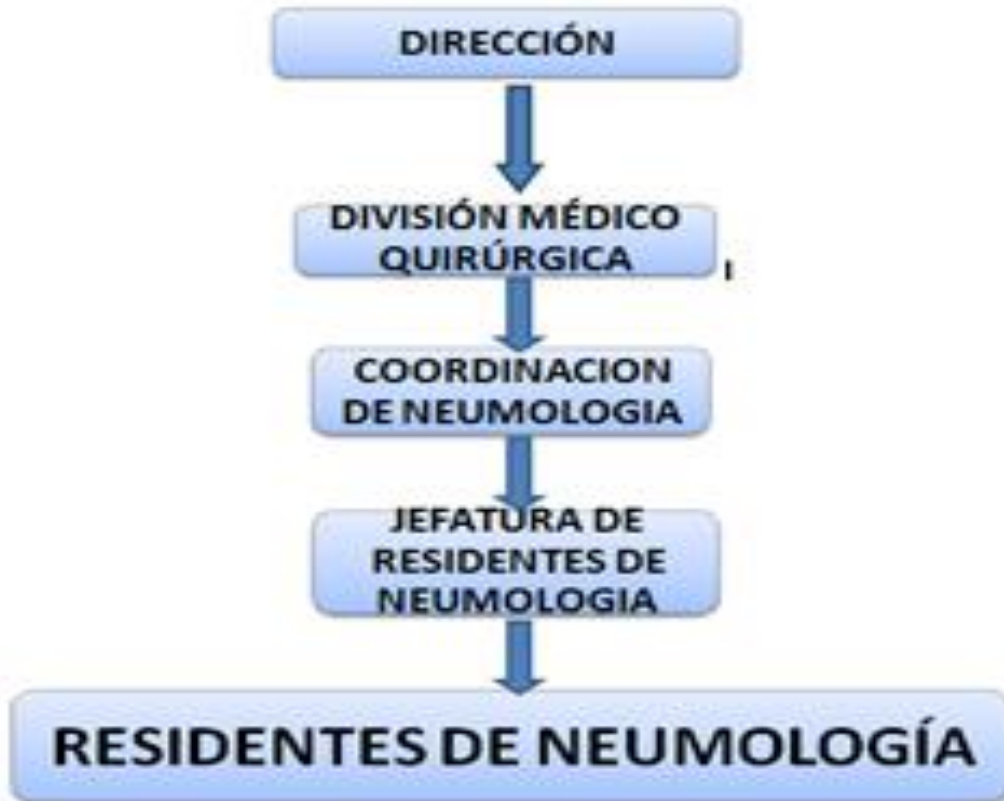 DIRECCIÓN
DIVISIÓN MÉDICO
QUIRÚRGICA
COORDINACION
DE NEUMOLOGIA
JEFATURA DE
RESIDENTES DE
NEUMOLOGIA
RESIDENTES DE NEUMOLOGÍA